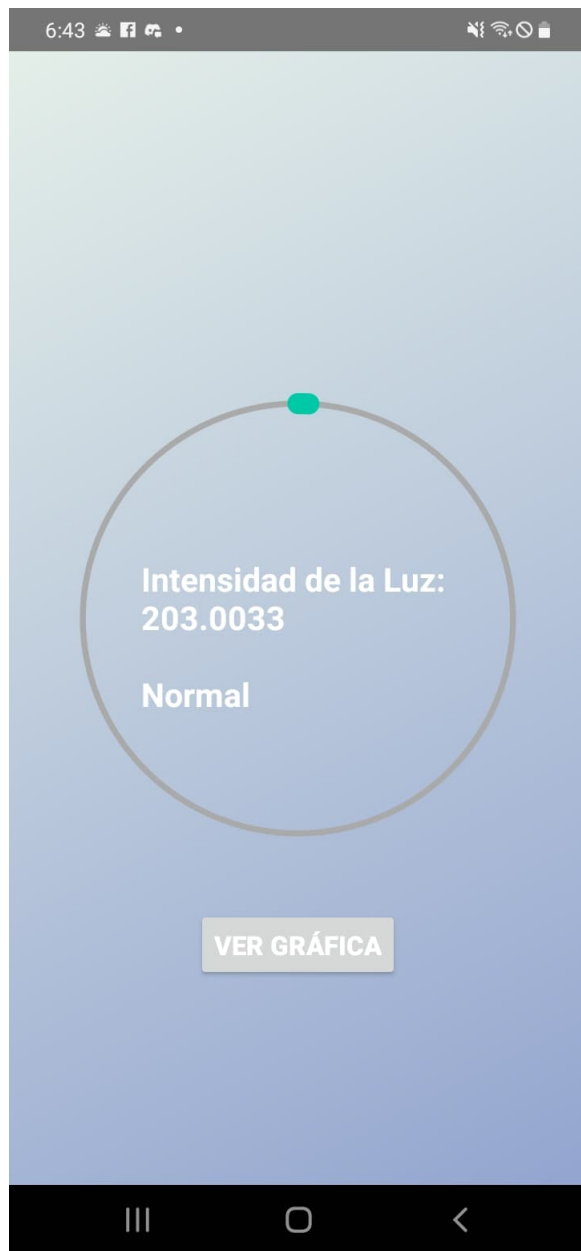 6:43
Intensidad de la Luz:
203.0033
Normal
VER GRÁFICA